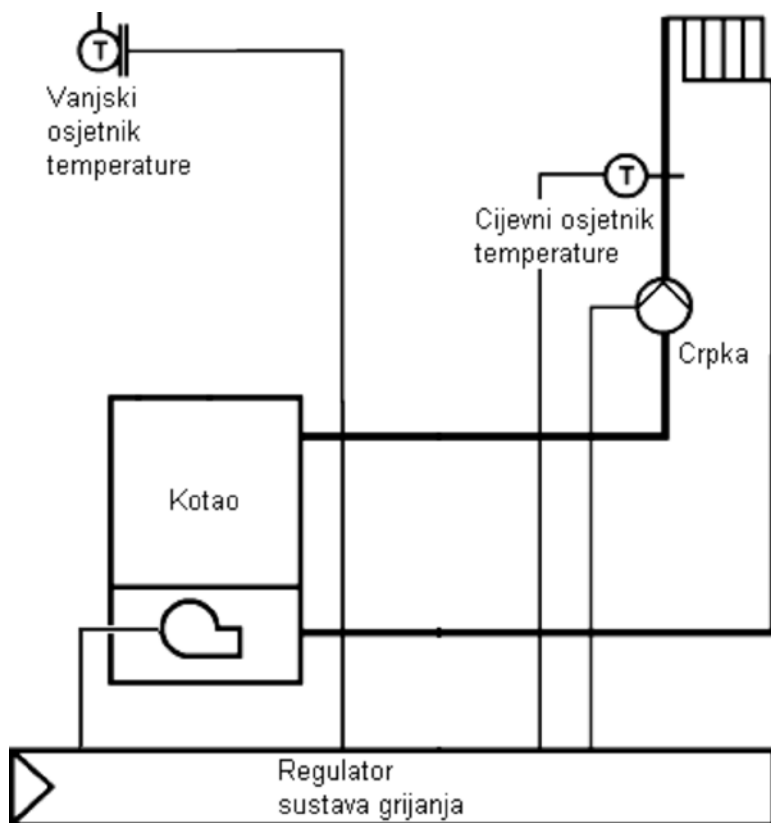 T
Vanjski
osjetnik
temperature
T
Cijevni osjetnik
temperature
Crpka
Kotao
Regulator
sustava grijanja